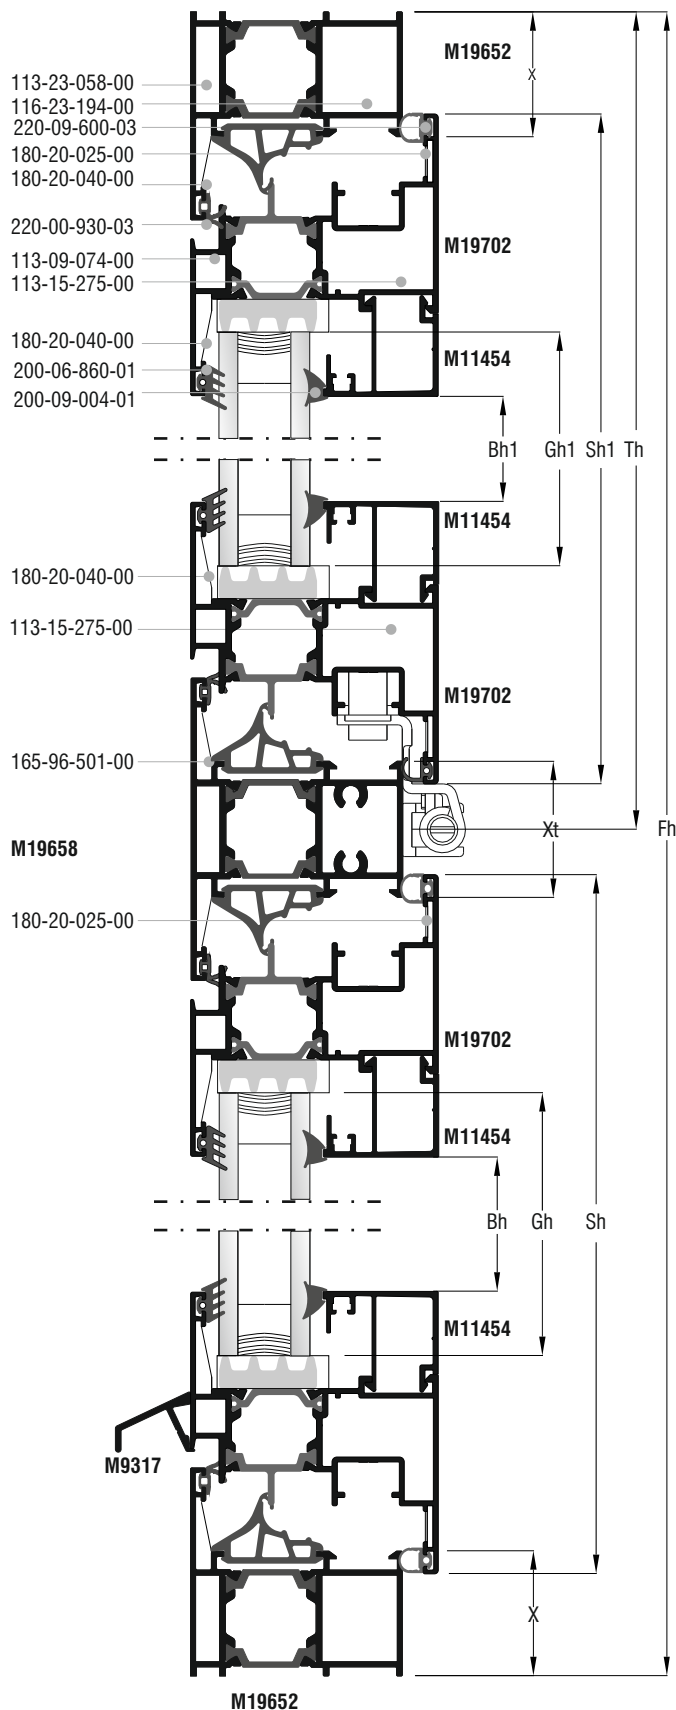 M19652
X
113-23-058-00
116-23-194-00
220-09-600-03
180-20-025-00
180-20-040-00
220-00-930-03
M19702
113-09-074-00
113-15-275-00
180-20-040-00
M11454
200-06-860-01
200-09-004-01
Bh1
Gh1
Sh1
Th
M11454
180-20-040-00
113-15-275-00
M19702
165-96-501-00
Xt
Fh
M19658
180-20-025-00
M19702
M11454
Bh
Gh
Sh
M11454
M9317
X
M19652